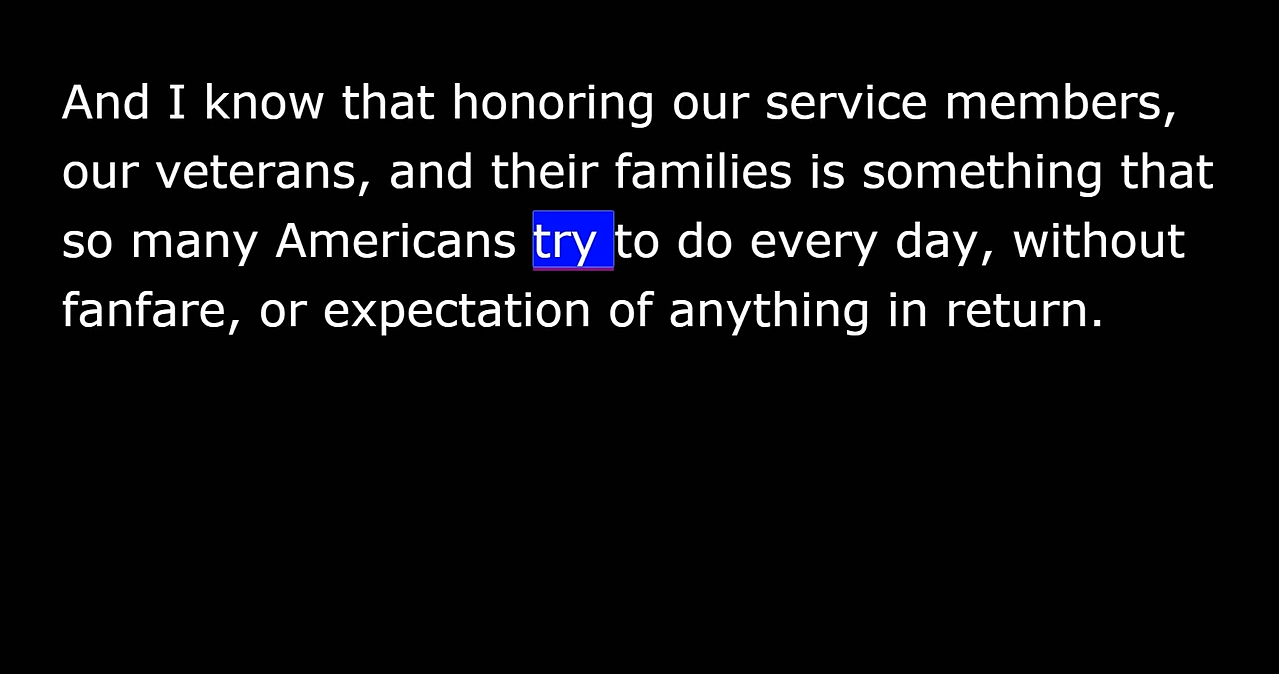 And I know that honoring our service members,
our veterans, and their families is something that
so many Americans try to do every day, without
fanfare, or expectation of anything in return.